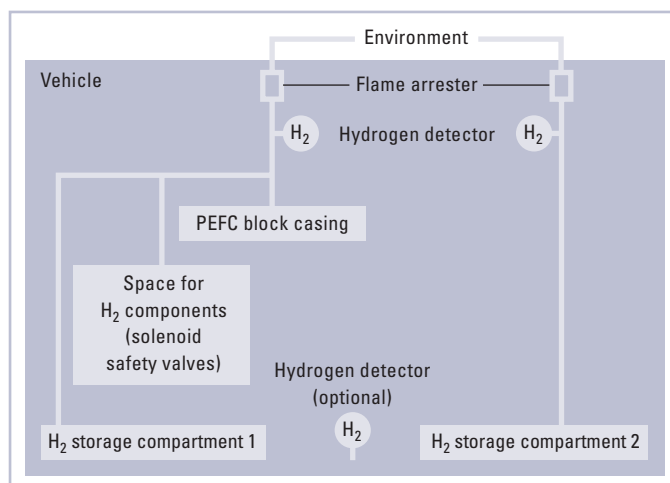 Environment
Vehicle
Flame arrester
H₂
Hydrogen detector
H₂
PEFC block casing
Space for
H₂ components
(solenoid
safety valves)
Hydrogen detector
(optional)
H₂
H₂ storage compartment 1
H₂ storage compartment 2